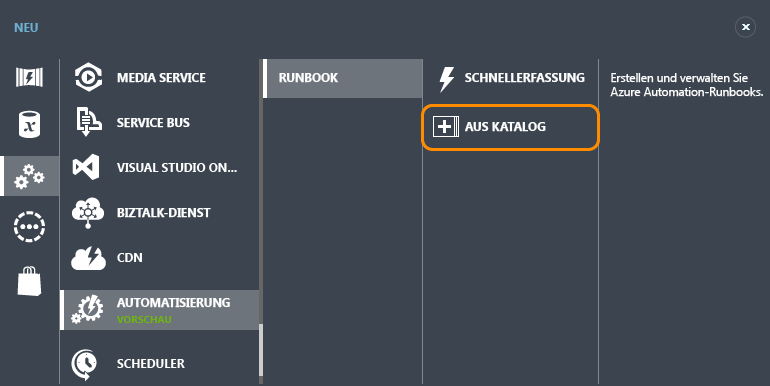 NEU
MEDIA SERVICE
SERVICE BUS
VISUAL STUDIO ON...
BIZTALK-DIENST
CDN
AUTOMATISIERUNG
VORSCHAU
SCHEDULER
RUNBOOK
SCHNELLERFASSUNG
AUS KATALOG
Erstellen und verwalten Sie
Azure Automation-Runbooks.